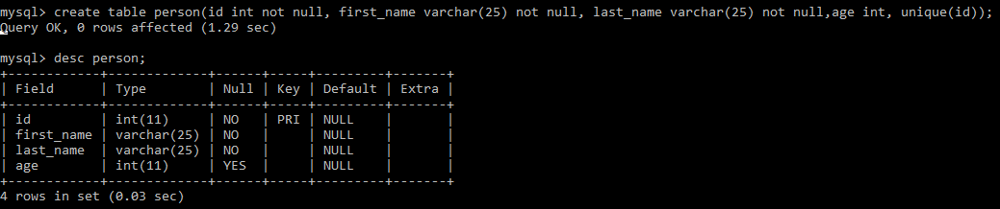 mysql> create table person(id int not null, first_name varchar(25) not null, last_name varchar(25) not null,age int, unique(id));
Query OK, 0 rows affected (1.29 sec)
mysql> desc person;
+------------+-------------+------+-----+---------+-------+
| Field      | Type        | Null | Key | Default | Extra |
+------------+-------------+------+-----+---------+-------+
| id         | int(11)     | NO   | PRI | NULL    |       |
| first_name | varchar(25) | NO   |     | NULL    |       |
| last_name  | varchar(25) | NO   |     | NULL    |       |
| age        | int(11)     | YES  |     | NULL    |       |
+------------+-------------+------+-----+---------+-------+
4 rows in set (0.03 sec)